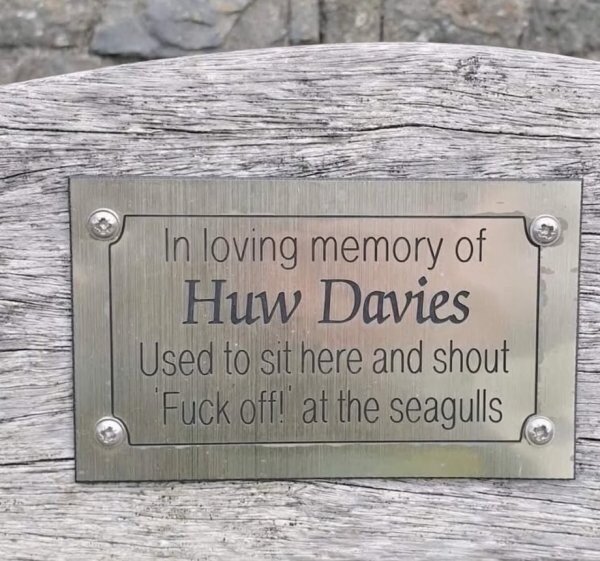 In loving memory of
Huw Davies
Used to sit here and shout
'Fuck off!' at the seagulls